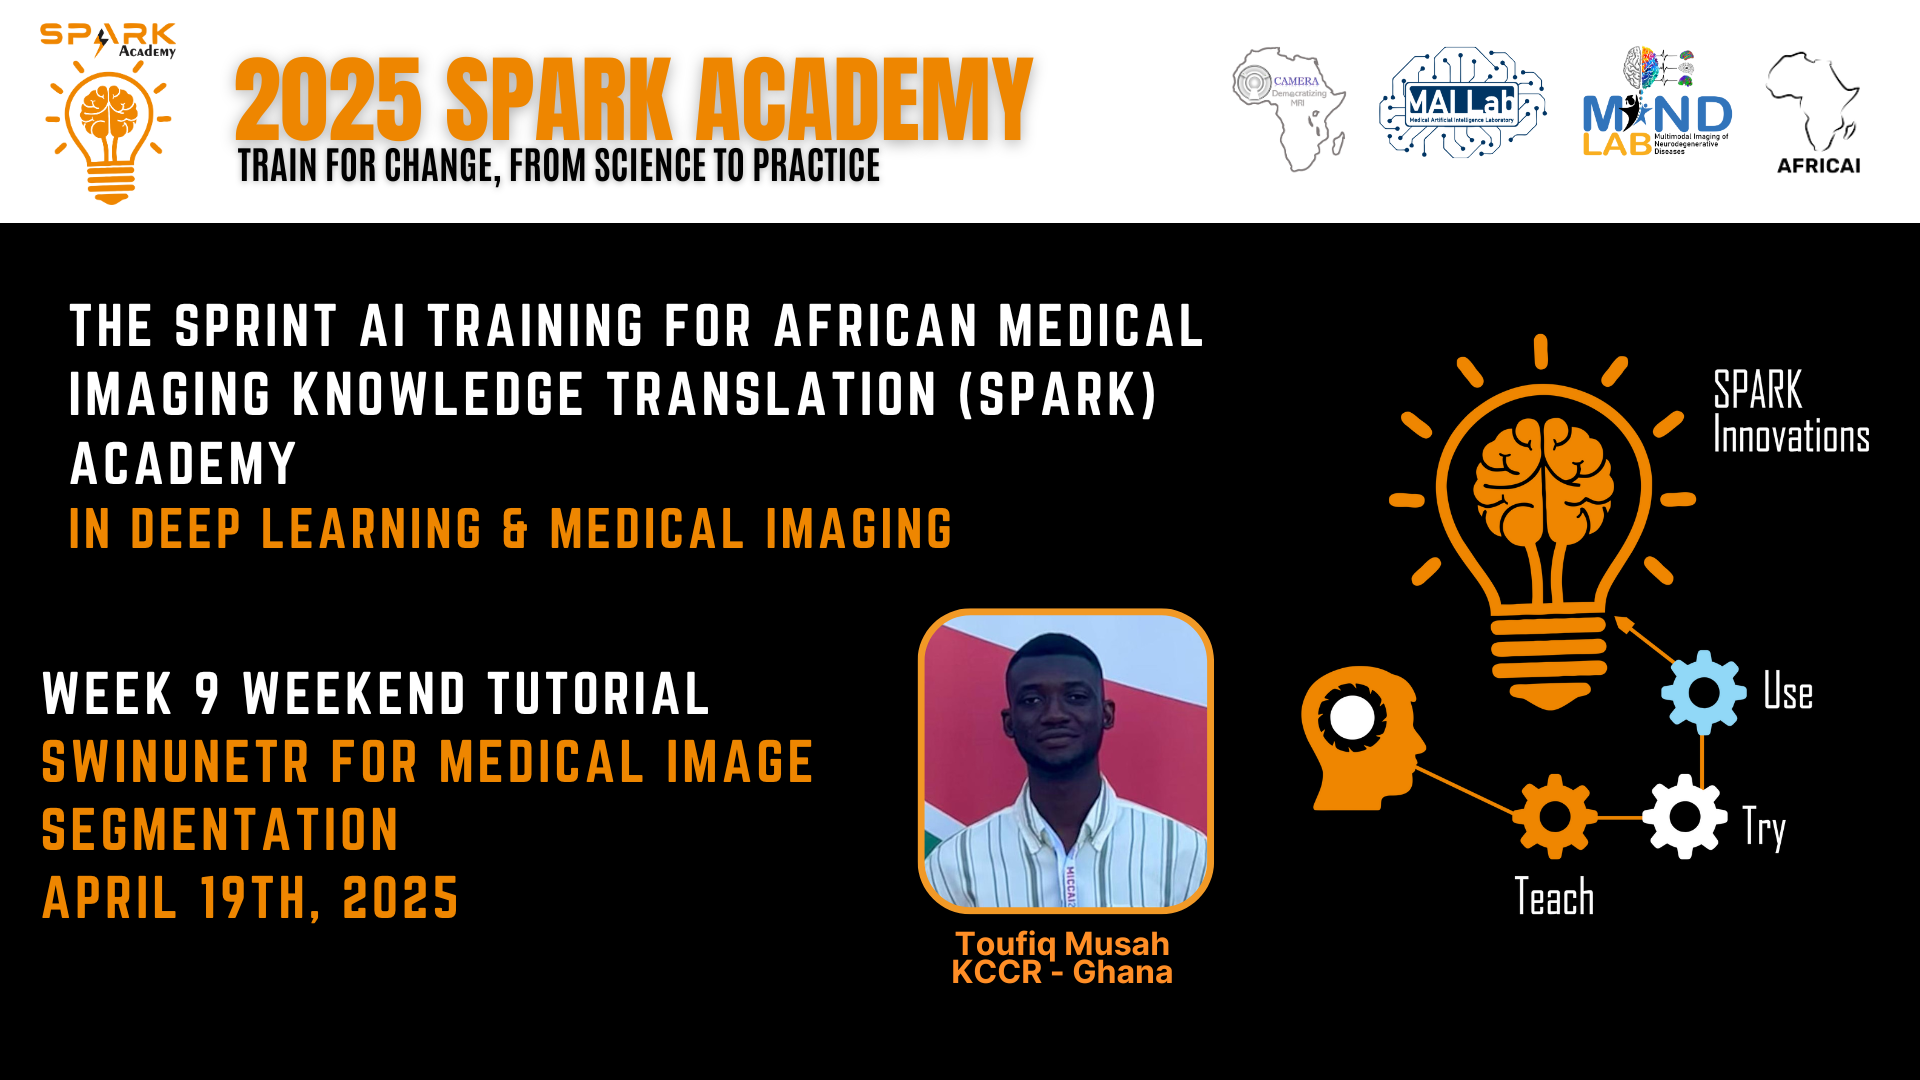 SPARK
Academy
2025 SPARK ACADEMY
TRAIN FOR CHANGE, FROM SCIENCE TO PRACTICE
CAMERA
Democratizing
MRI
MAILab
Medical Artificial Intelligence Laboratory
MIND
LAB
Multimodal Imaging of
Neurodegenerative
Diseases
AFRICAI
THE SPRINT AI TRAINING FOR AFRICAN MEDICAL
IMAGING KNOWLEDGE TRANSLATION (SPARK)
ACADEMY
IN DEEP LEARNING & MEDICAL IMAGING
SPARK
Innovations
WEEK 9 WEEKEND TUTORIAL
SWINUNETR FOR MEDICAL IMAGE
SEGMENTATION
APRIL 19TH, 2025
MICCAI2
Toufiq Musah
KCCR - Ghana
Use
Try
Teach